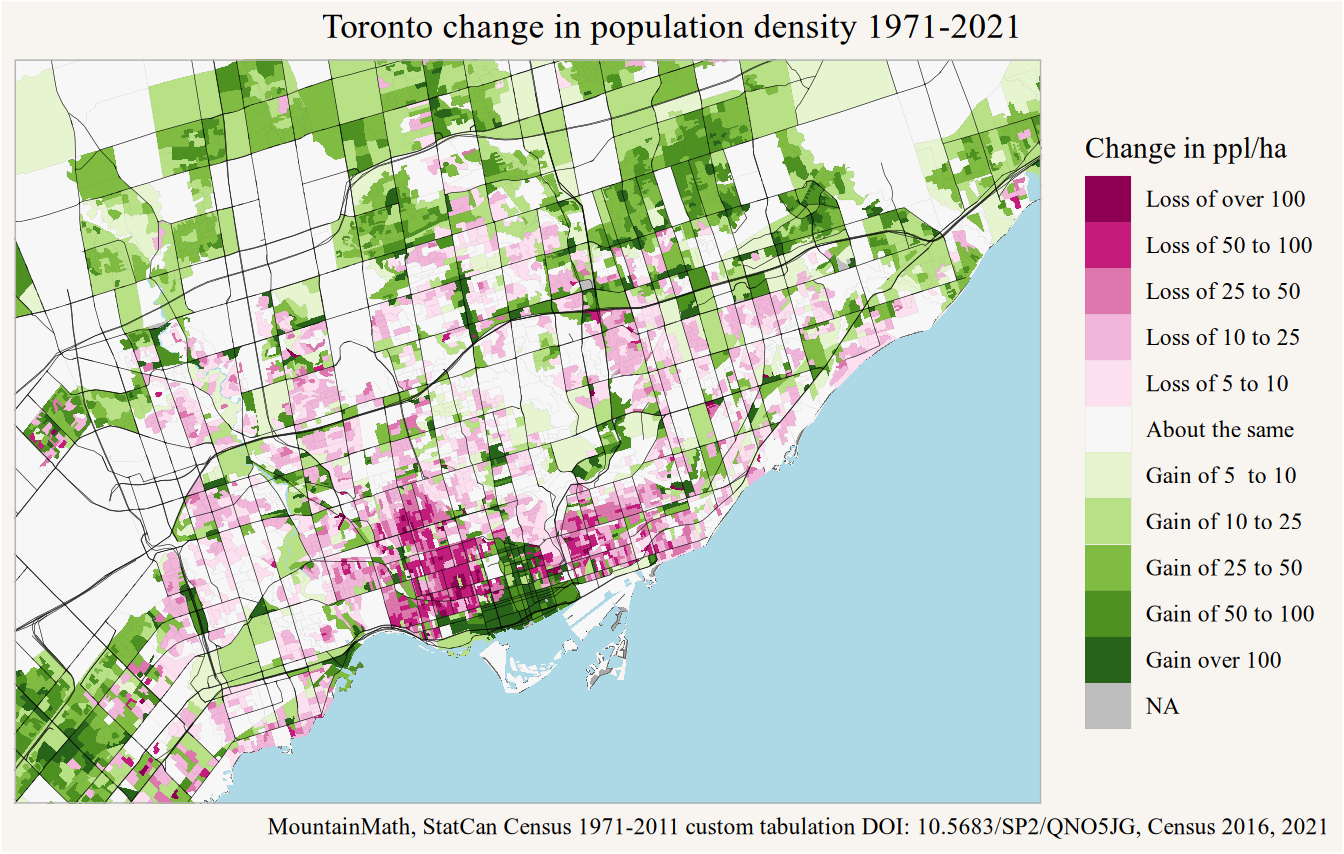 Toronto change in population density 1971-2021
Change in ppl/ha
Loss of over 100
Loss of 50 to 100
Loss of 25 to 50
Loss of 10 to 25
Loss of 5 to 10
About the same
Gain of 5  to 10
Gain of 10 to 25
Gain of 25 to 50
Gain of 50 to 100
Gain over 100
NA
MountainMath, StatCan Census 1971-2011 custom tabulation DOI: 10.5683/SP2/QNO5JG, Census 2016, 2021